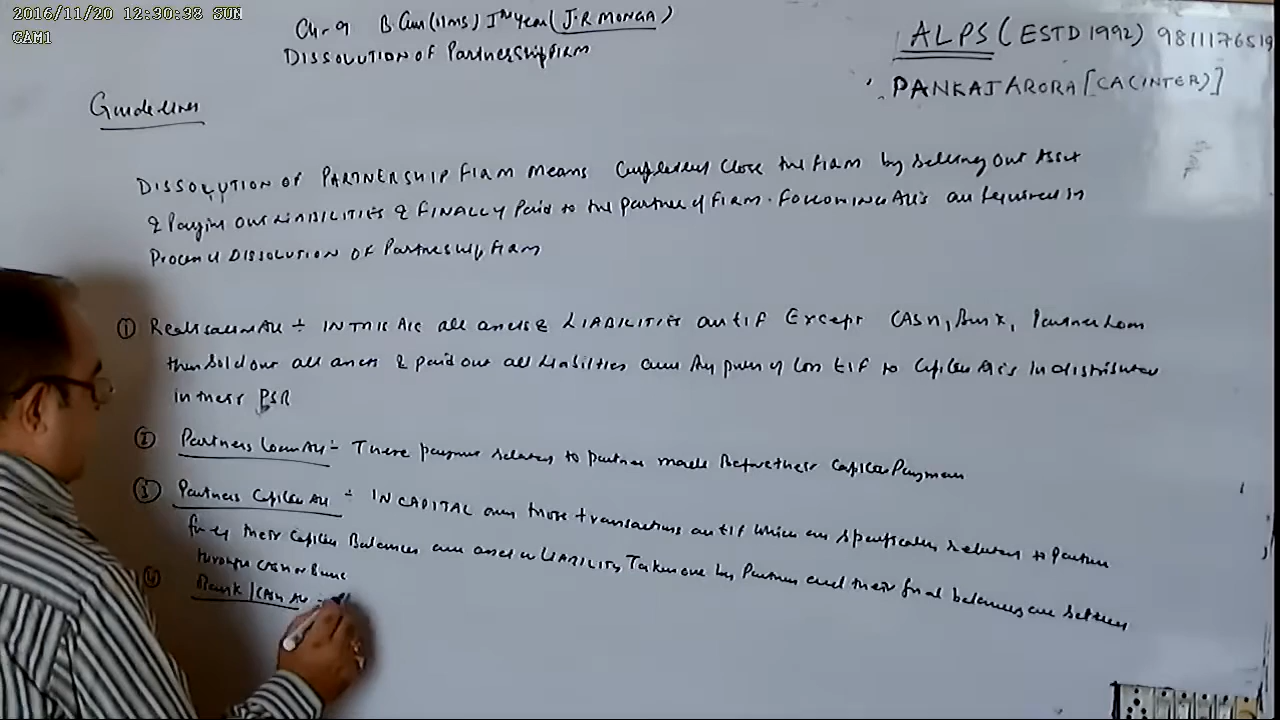 2016/11/20 12:30:38 SUN
CAM1
Ch-9 B.Com (Hons) Ist Year (J.R MONGA)
DISSOLUTION OF Partnership Firm
ALPS (ESTD 1992) 9811176519
PANKAJ ARORA [CA(INTER)]
Guidelines
DISSOLUTION OF PARTNERSHIP FIRM means close the Firm by selling out Asset
& Paying out LIABILITIES & FINALLY Paid to the partner of Firm. Following A/cs are required in
Process of DISSOLUTION OF Partnership Firm
① Realisation A/c ÷ IN THIS A/c all assets & LIABILITIES are t/f Except CASH, Bank, Partner Loan
then sold out all assets & paid out all liabilities and Any profit of loss t/f to Capital A/cs distributed
in their PSR
② Partners Loan A/c ÷ These payment relates to partner made Before their Capital Payment
③ Partners Capital A/c ÷ IN CAPITAL A/c those transactions are t/f which are specifically relates to Partner
their Capital Balances and asset or LIABILITY Taken over by Partner and their final balances are settled
through cash or Bank
④ Bank/Cash A/c ÷